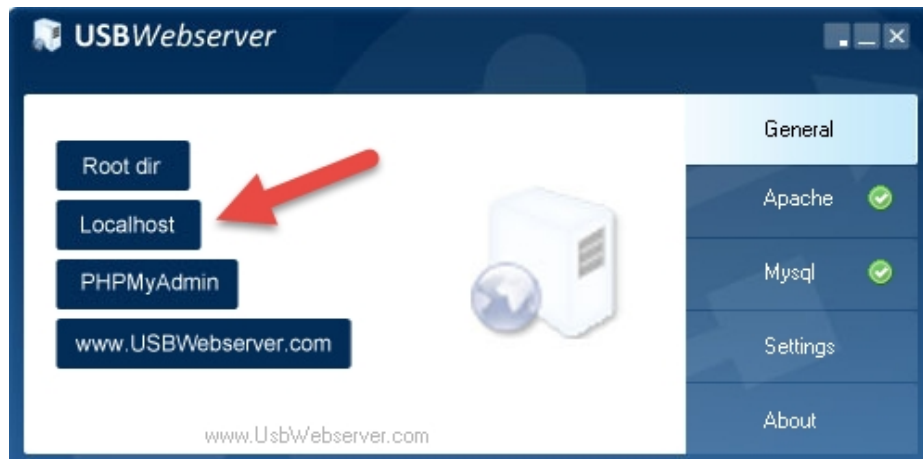 USBWebserver
Root dir
Localhost
PHPMyAdmin
www.USBWebserver.com
www.UsbWebserver.com
General
Apache
Mysql
Settings
About